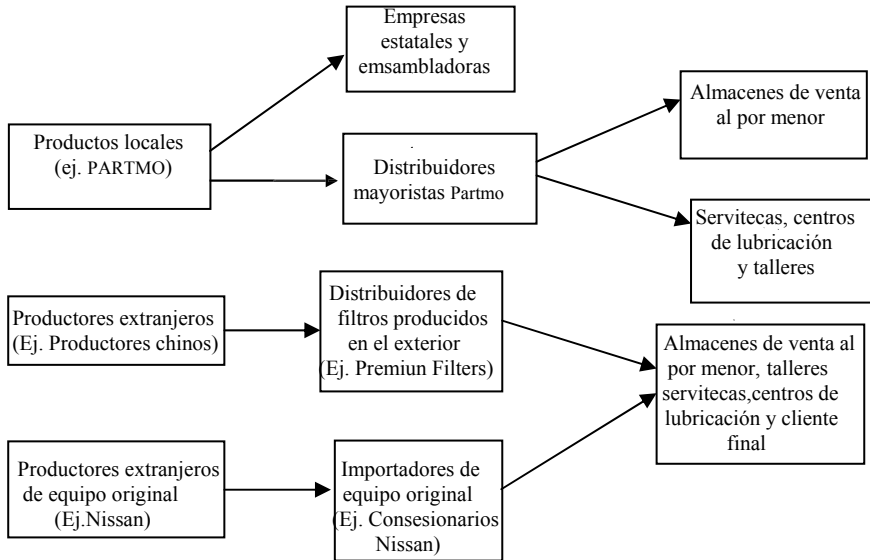 Empresas
estatales y
emsambladoras
Productos locales
(ej. PARTMO)
Distribuidores
mayoristas Partmo
Almacenes de venta
al por menor
Servitecas, centros
de lubricación
y talleres
Productores extranjeros
(Ej. Productores chinos)
Distribuidores de
filtros producidos
en el exterior
(Ej. Premiun Filters)
Almacenes de venta al
por menor, talleres
servitecas,centros de
lubricación y cliente
final
Productores extranjeros
de equipo original
(Ej.Nissan)
Importadores de
equipo original
(Ej. Consesionarios
Nissan)